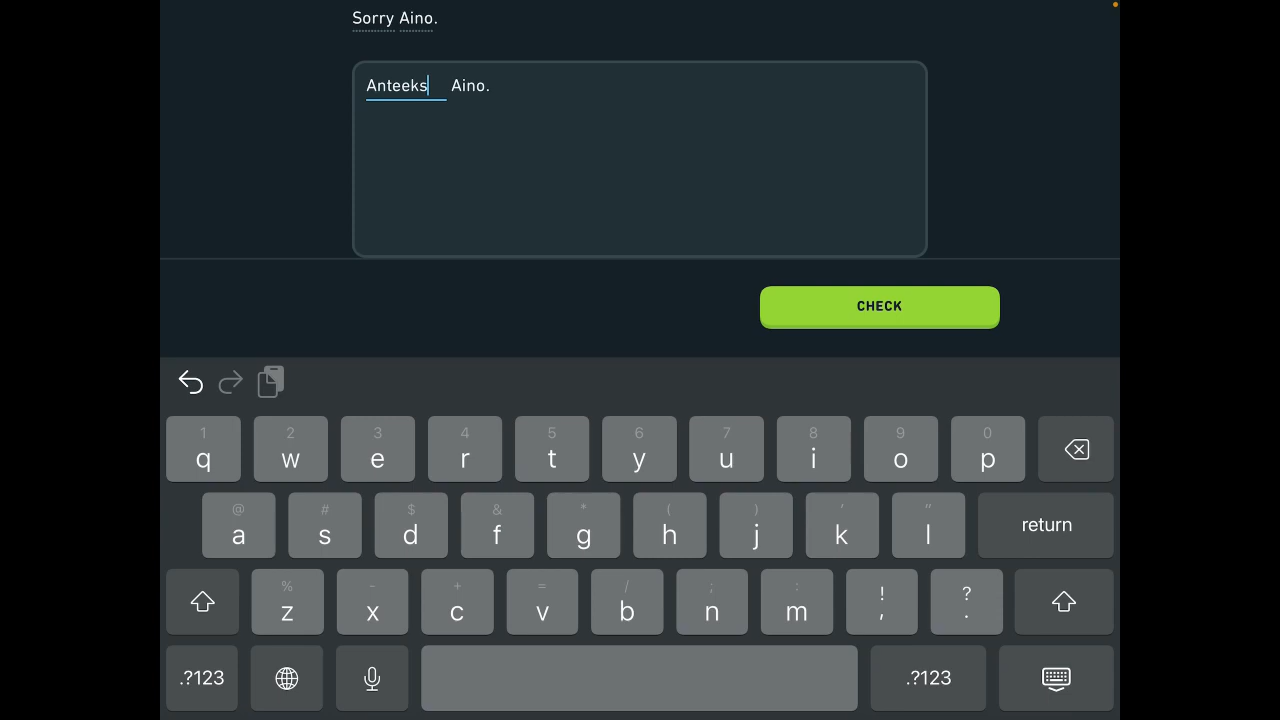 Sorry Aino.
Anteeks Aino.
CHECK
1 2 3 4 5 6 7 8 9 0
q w e r t y u i o p
@ # $ & * ( ) ' "
a s d f g h j k l return
% - + = / ; : ! ?
z x c v b n m , .
.?123 .?123